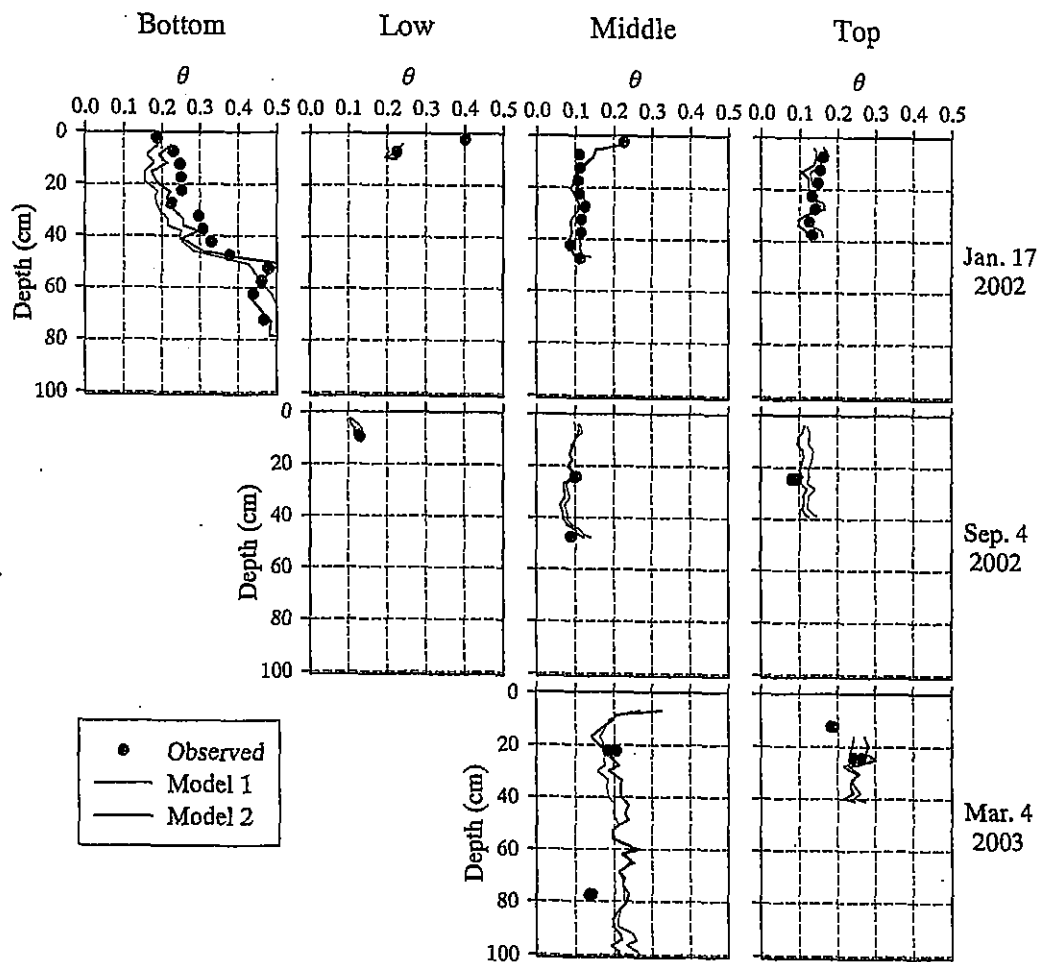 Bottom Low Middle Top
θ θ θ θ
0.0 0.1 0.2 0.3 0.4 0.5 0.0 0.1 0.2 0.3 0.4 0.5 0.0 0.1 0.2 0.3 0.4 0.5 0.0 0.1 0.2 0.3 0.4 0.5
0
20
40
60
80
100
Depth (cm)
Jan. 17
2002
0
20
40
60
80
100
Depth (cm)
Sep. 4
2002
0
20
40
60
80
100
Depth (cm)
Mar. 4
2003
Observed
Model 1
Model 2